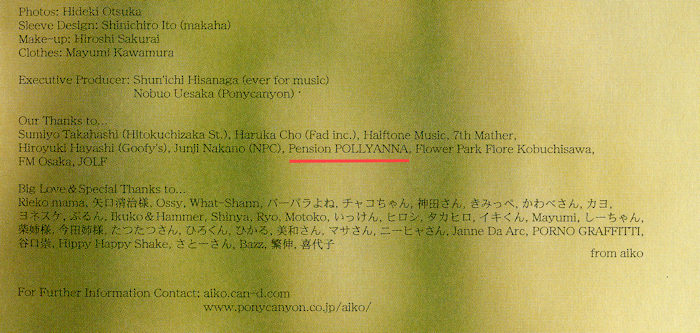 Photos: Hideki Otsuka
Sleeve Design: Shinichiro Ito (makaha)
Make-up: Hiroshi Sakurai
Clothes: Mayumi Kawamura
Executive Producer: Shun'ichi Hisanaga (ever for music)
Nobuo Uesaka (Ponycanyon)
Our Thanks to...
Sumiyo Takahashi (Hitokuchizaka St.), Haruka Cho (Fad inc.), Halftone Music, 7th Mather,
Hiroyuki Hayashi (Goofy's), Junji Nakano (NPC), Pension POLLYANNA, Flower Park Fiore Kobuchisawa,
FM Osaka, JOLF
Big Love & Special Thanks to...
Rieko mama, 矢口清治様, Ossy, What-Shann, バーバラよね, チャコちゃん, 神田さん, きみっぺ, かわべさん, カヨ,
ヨネスケ, ぶるん, Ikuko & Hammer, Shinya, Ryo, Motoko, いっけん, ヒロシ, タカヒロ, イキくん, Mayumi, しーちゃん,
栄姉様, 今田姉様, たつたつさん, ひろくん, ひかる, 美和さん, マサさん, ニーヒャさん, Janne Da Arc, PORNO GRAFFITTI,
谷口崇, Hippy Happy Shake, さとーさん, Bazz, 繁伸, 喜代子
from aiko
For Further Information Contact; aiko.can-d.com
www.ponycanyon.co.jp/aiko/